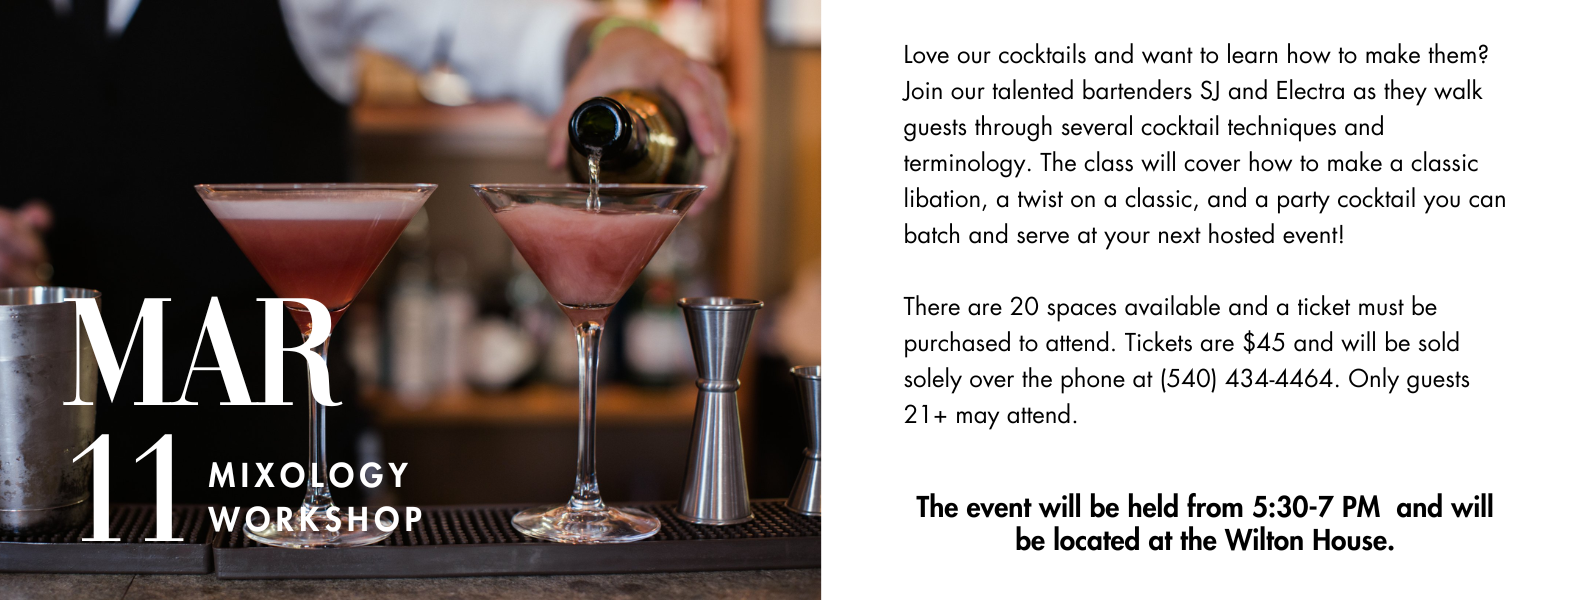 MAR
11
MIXOLOGY
WORKSHOP
Love our cocktails and want to learn how to make them?
Join our talented bartenders SJ and Electra as they walk
guests through several cocktail techniques and
terminology. The class will cover how to make a classic
libation, a twist on a classic, and a party cocktail you can
batch and serve at your next hosted event!
There are 20 spaces available and a ticket must be
purchased to attend. Tickets are $45 and will be sold
solely over the phone at (540) 434-4464. Only guests
21+ may attend.
The event will be held from 5:30-7 PM  and will
be located at the Wilton House.